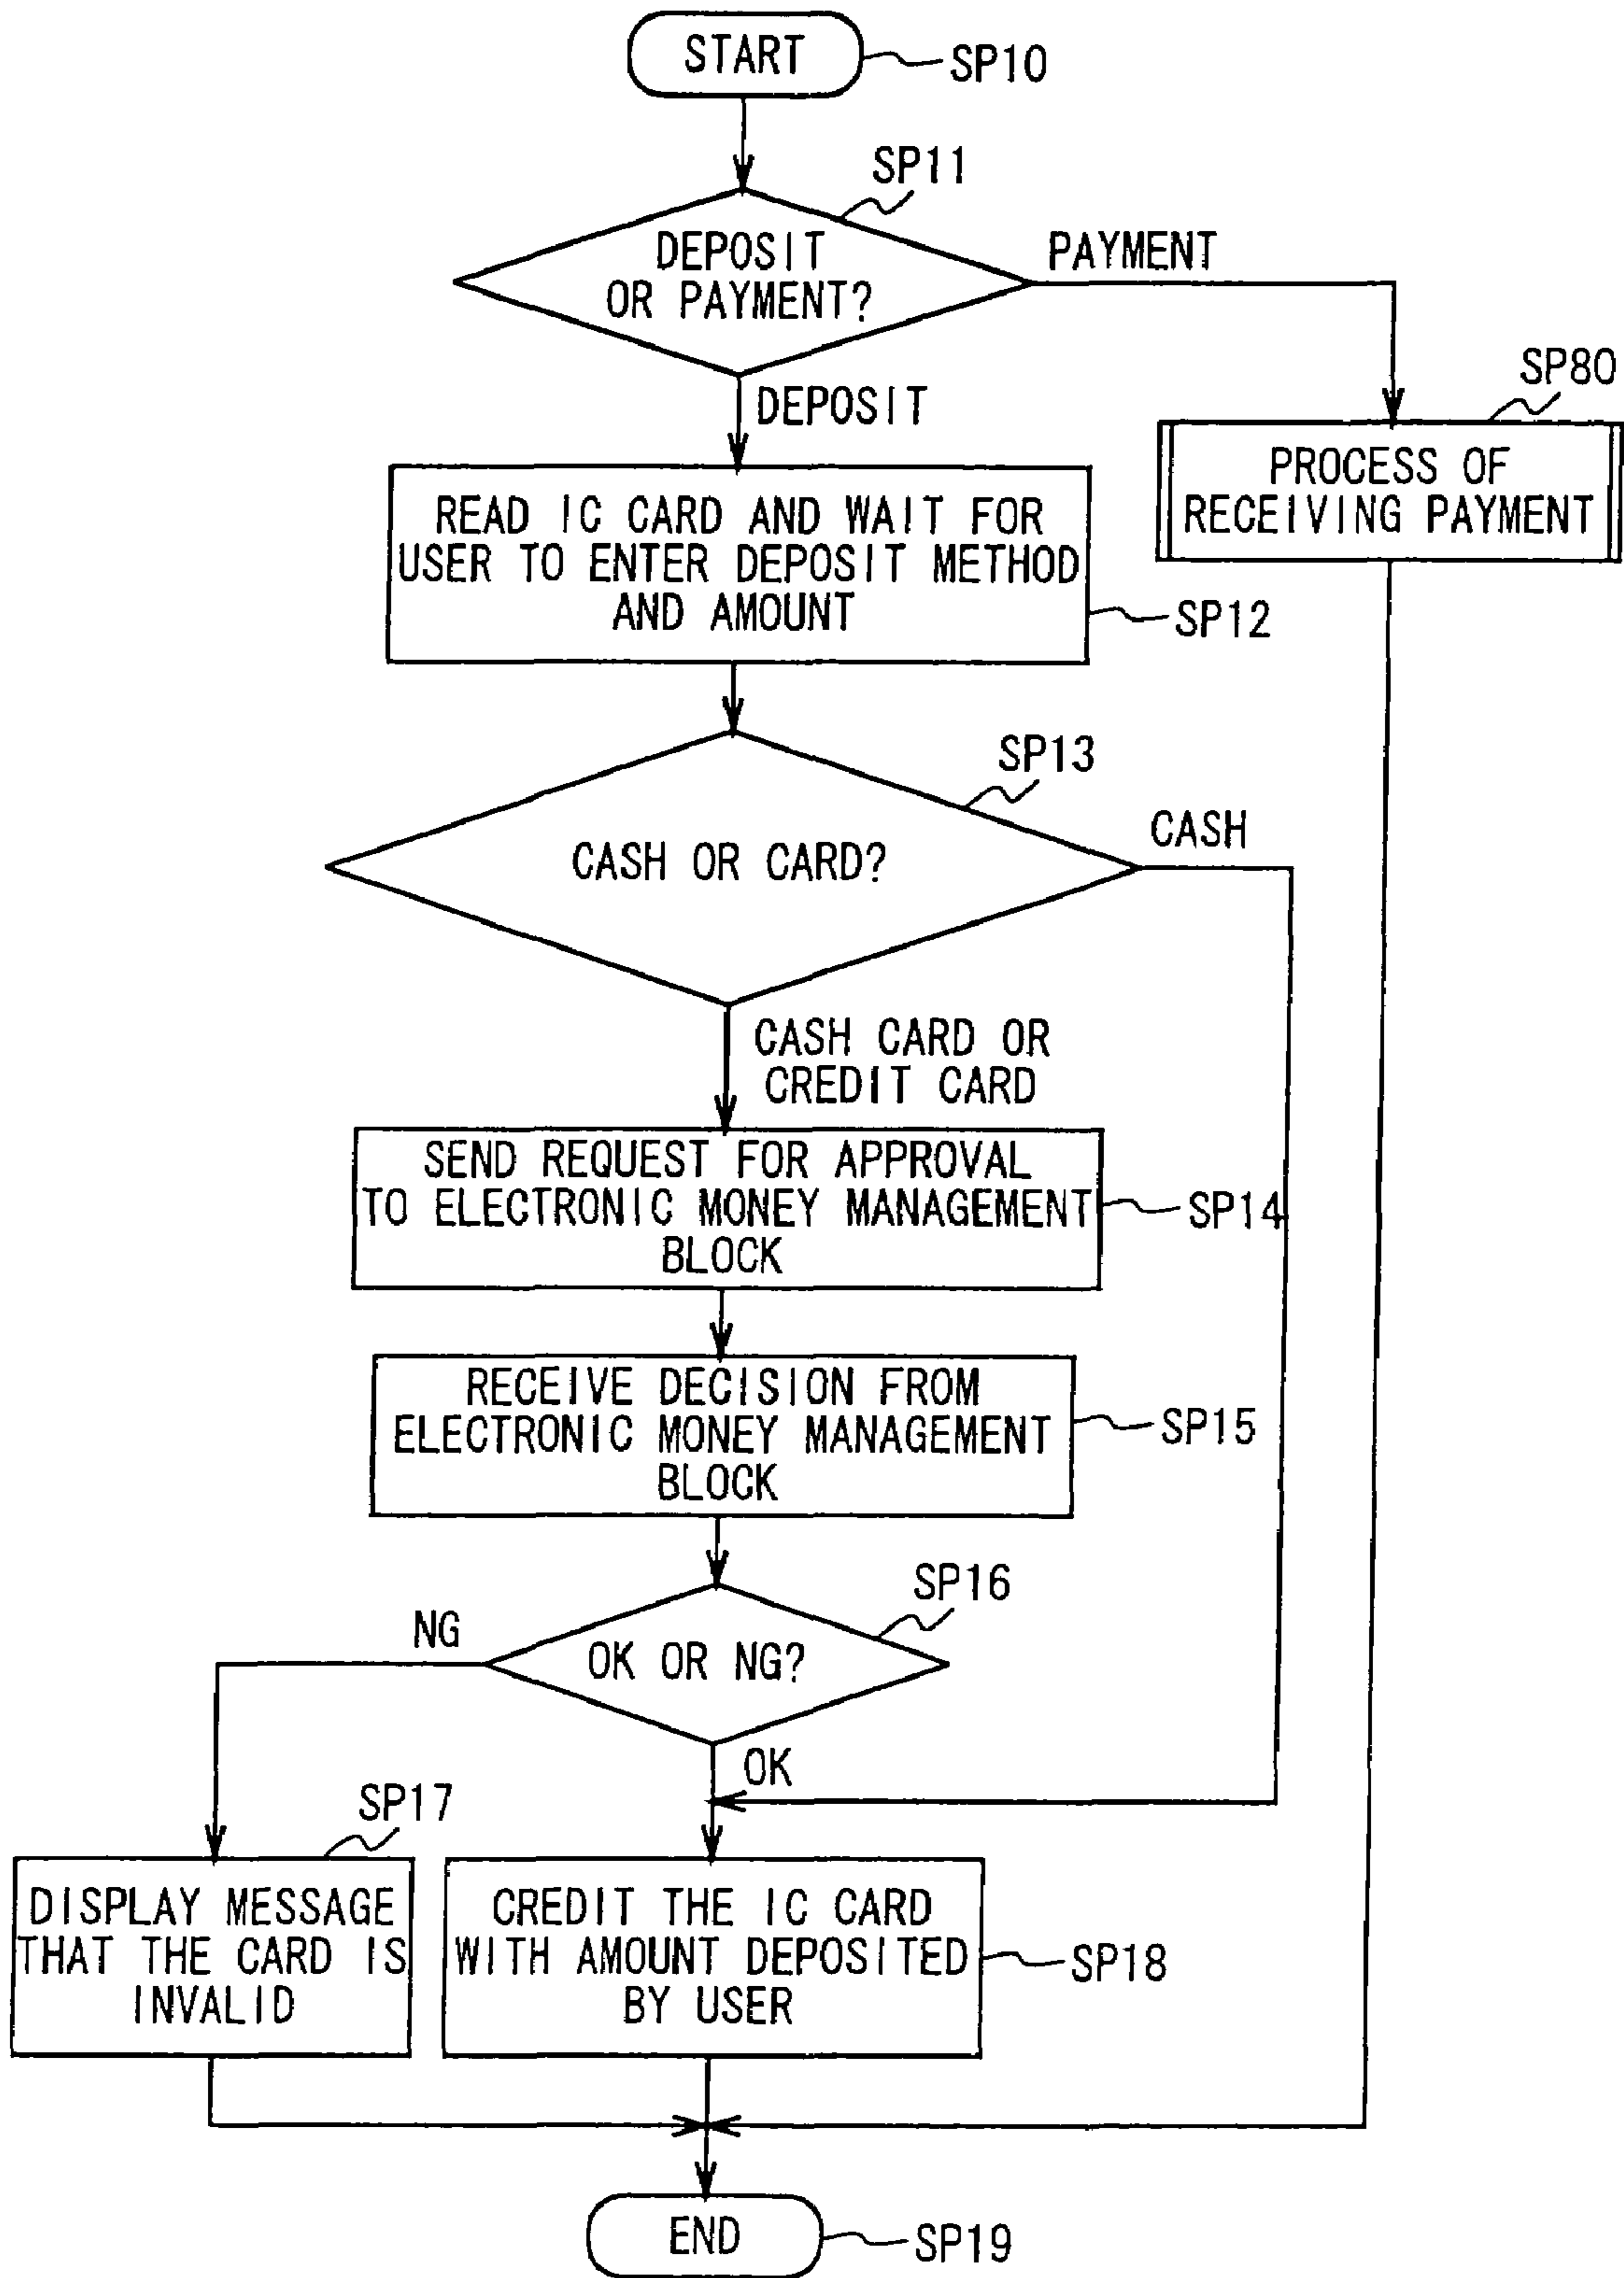 START
SP10
SP11
DEPOSIT
OR PAYMENT?
PAYMENT
DEPOSIT
SP80
PROCESS OF
RECEIVING PAYMENT
READ IC CARD AND WAIT FOR
USER TO ENTER DEPOSIT METHOD
AND AMOUNT
SP12
SP13
CASH OR CARD?
CASH
CASH CARD OR
CREDIT CARD
SEND REQUEST FOR APPROVAL
TO ELECTRONIC MONEY MANAGEMENT
BLOCK
SP14
RECEIVE DECISION FROM
ELECTRONIC MONEY MANAGEMENT
BLOCK
SP15
SP16
NG
OK OR NG?
OK
SP17
DISPLAY MESSAGE
THAT THE CARD IS
INVALID
CREDIT THE IC CARD
WITH AMOUNT DEPOSITED
BY USER
SP18
END
SP19